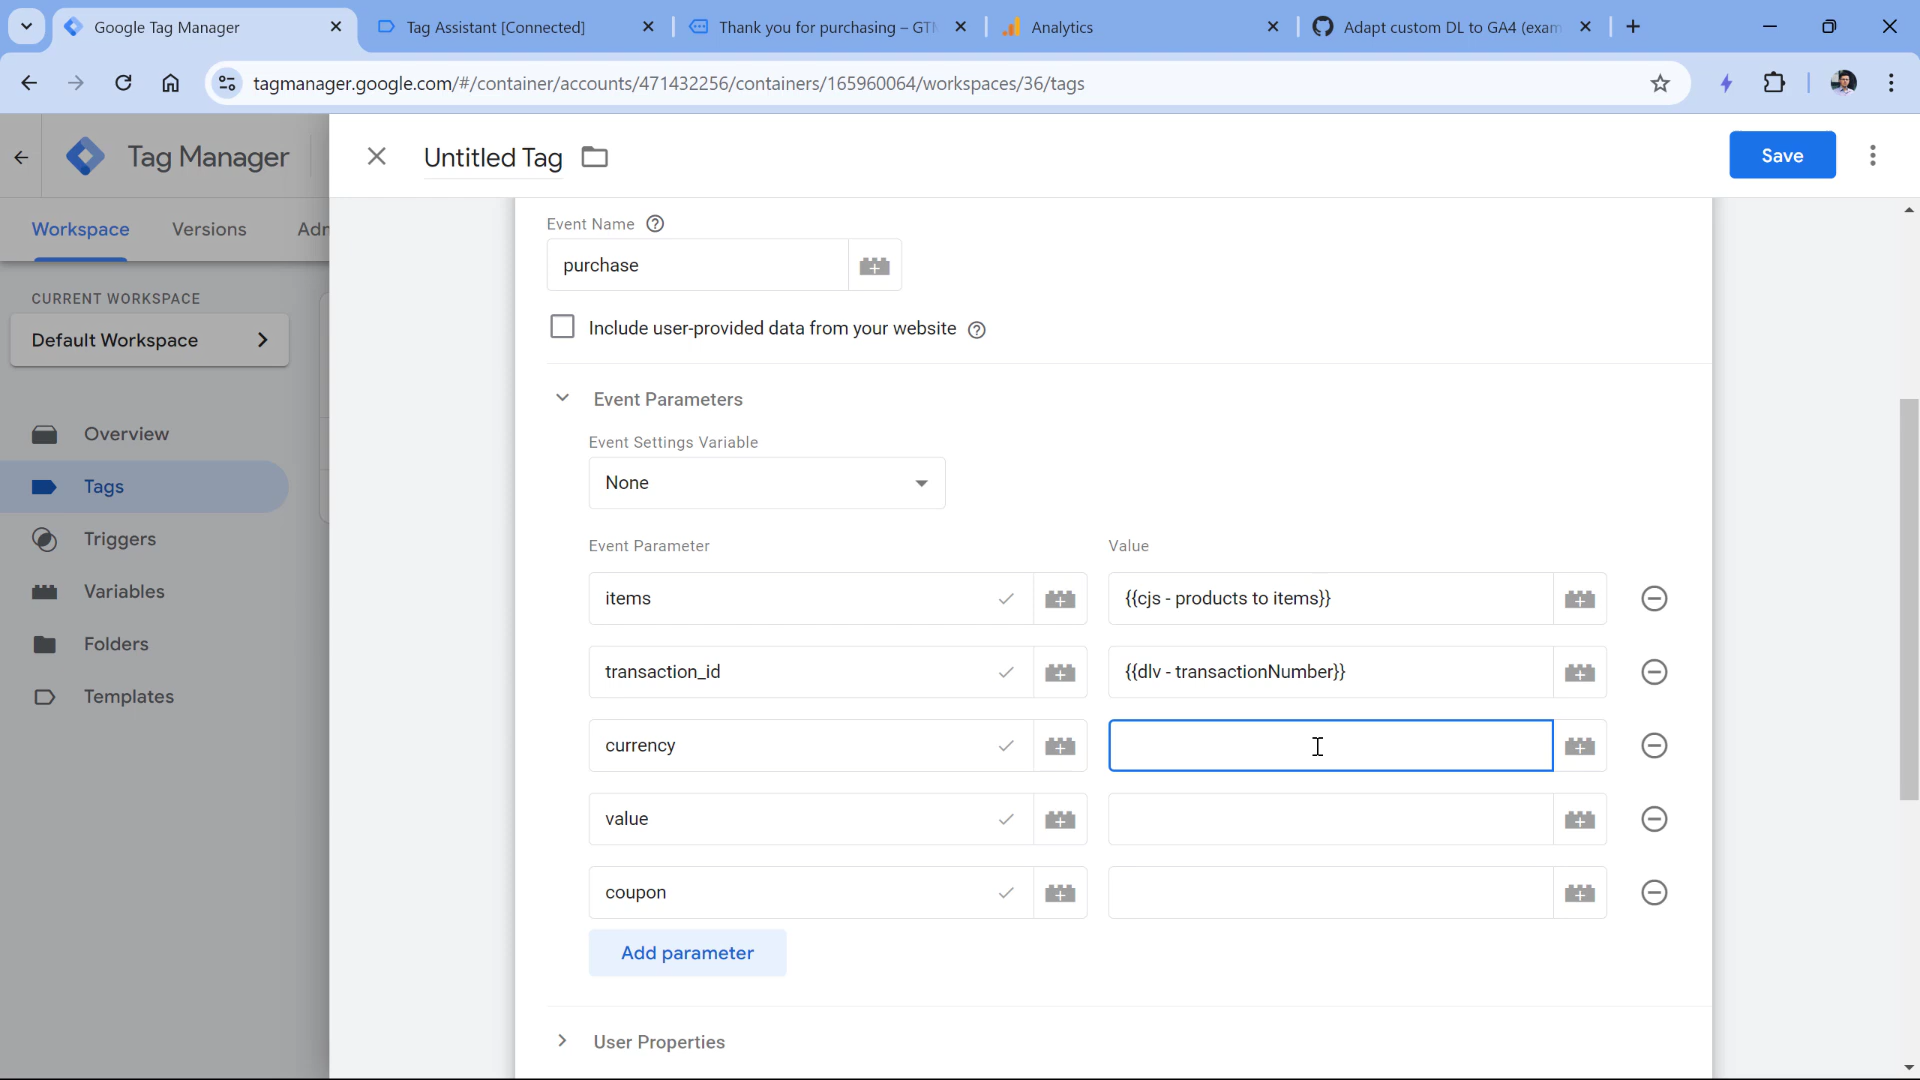 Google Tag Manager
Tag Assistant [Connected]
Thank you for purchasing – GTM
Analytics
Adapt custom DL to GA4 (exam
tagmanager.google.com/#/container/accounts/471432256/containers/165960064/workspaces/36/tags
Tag Manager
Untitled Tag
Save
Workspace
Versions
Adm
CURRENT WORKSPACE
Default Workspace
Overview
Tags
Triggers
Variables
Folders
Templates
Event Name
purchase
Include user-provided data from your website
Event Parameters
Event Settings Variable
None
Event Parameter
Value
items
{{cjs - products to items}}
transaction_id
{{dlv - transactionNumber}}
currency
value
coupon
Add parameter
User Properties